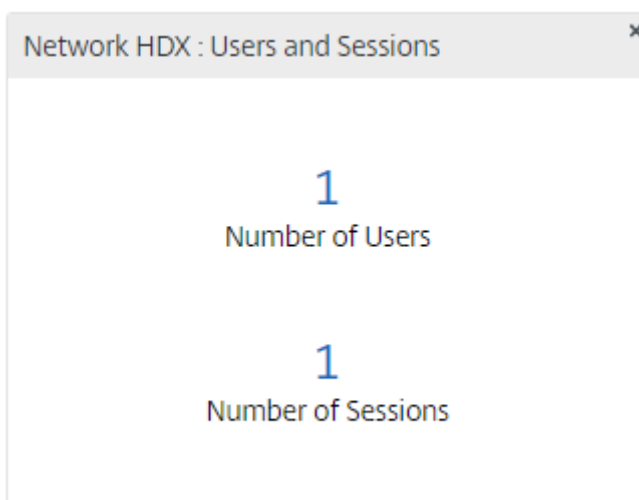 Network HDX : Users and Sessions
1
Number of Users
1
Number of Sessions